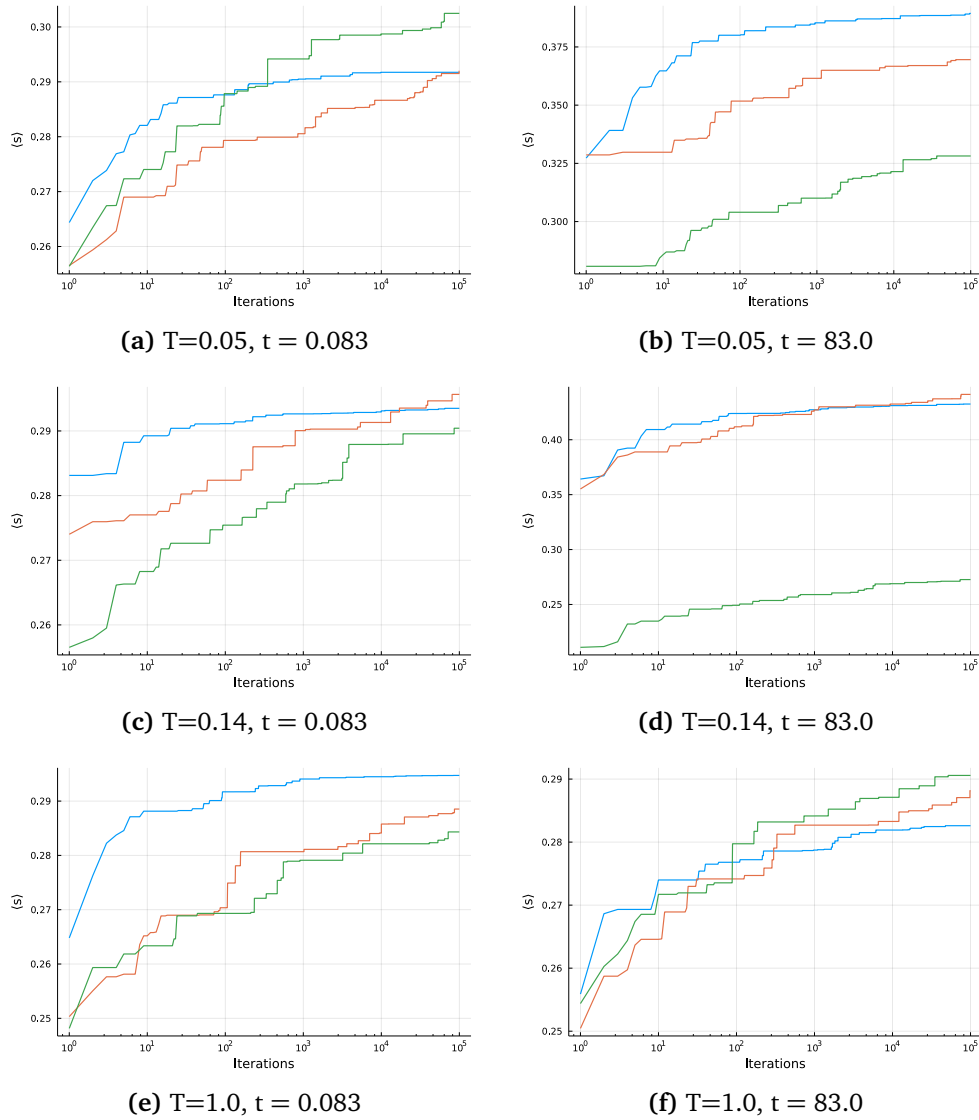 0.30
0.29
0.28
0.27
0.26
⟨s⟩
10⁰ 10¹ 10² 10³ 10⁴ 10⁵
Iterations
(a) T=0.05, t = 0.083
0.375
0.350
0.325
0.300
⟨s⟩
10⁰ 10¹ 10² 10³ 10⁴ 10⁵
Iterations
(b) T=0.05, t = 83.0
0.29
0.28
0.27
0.26
⟨s⟩
10⁰ 10¹ 10² 10³ 10⁴ 10⁵
Iterations
(c) T=0.14, t = 0.083
0.40
0.35
0.30
0.25
⟨s⟩
10⁰ 10¹ 10² 10³ 10⁴ 10⁵
Iterations
(d) T=0.14, t = 83.0
0.29
0.28
0.27
0.26
0.25
⟨s⟩
10⁰ 10¹ 10² 10³ 10⁴ 10⁵
Iterations
(e) T=1.0, t = 0.083
0.29
0.28
0.27
0.26
0.25
⟨s⟩
10⁰ 10¹ 10² 10³ 10⁴ 10⁵
Iterations
(f) T=1.0, t = 83.0